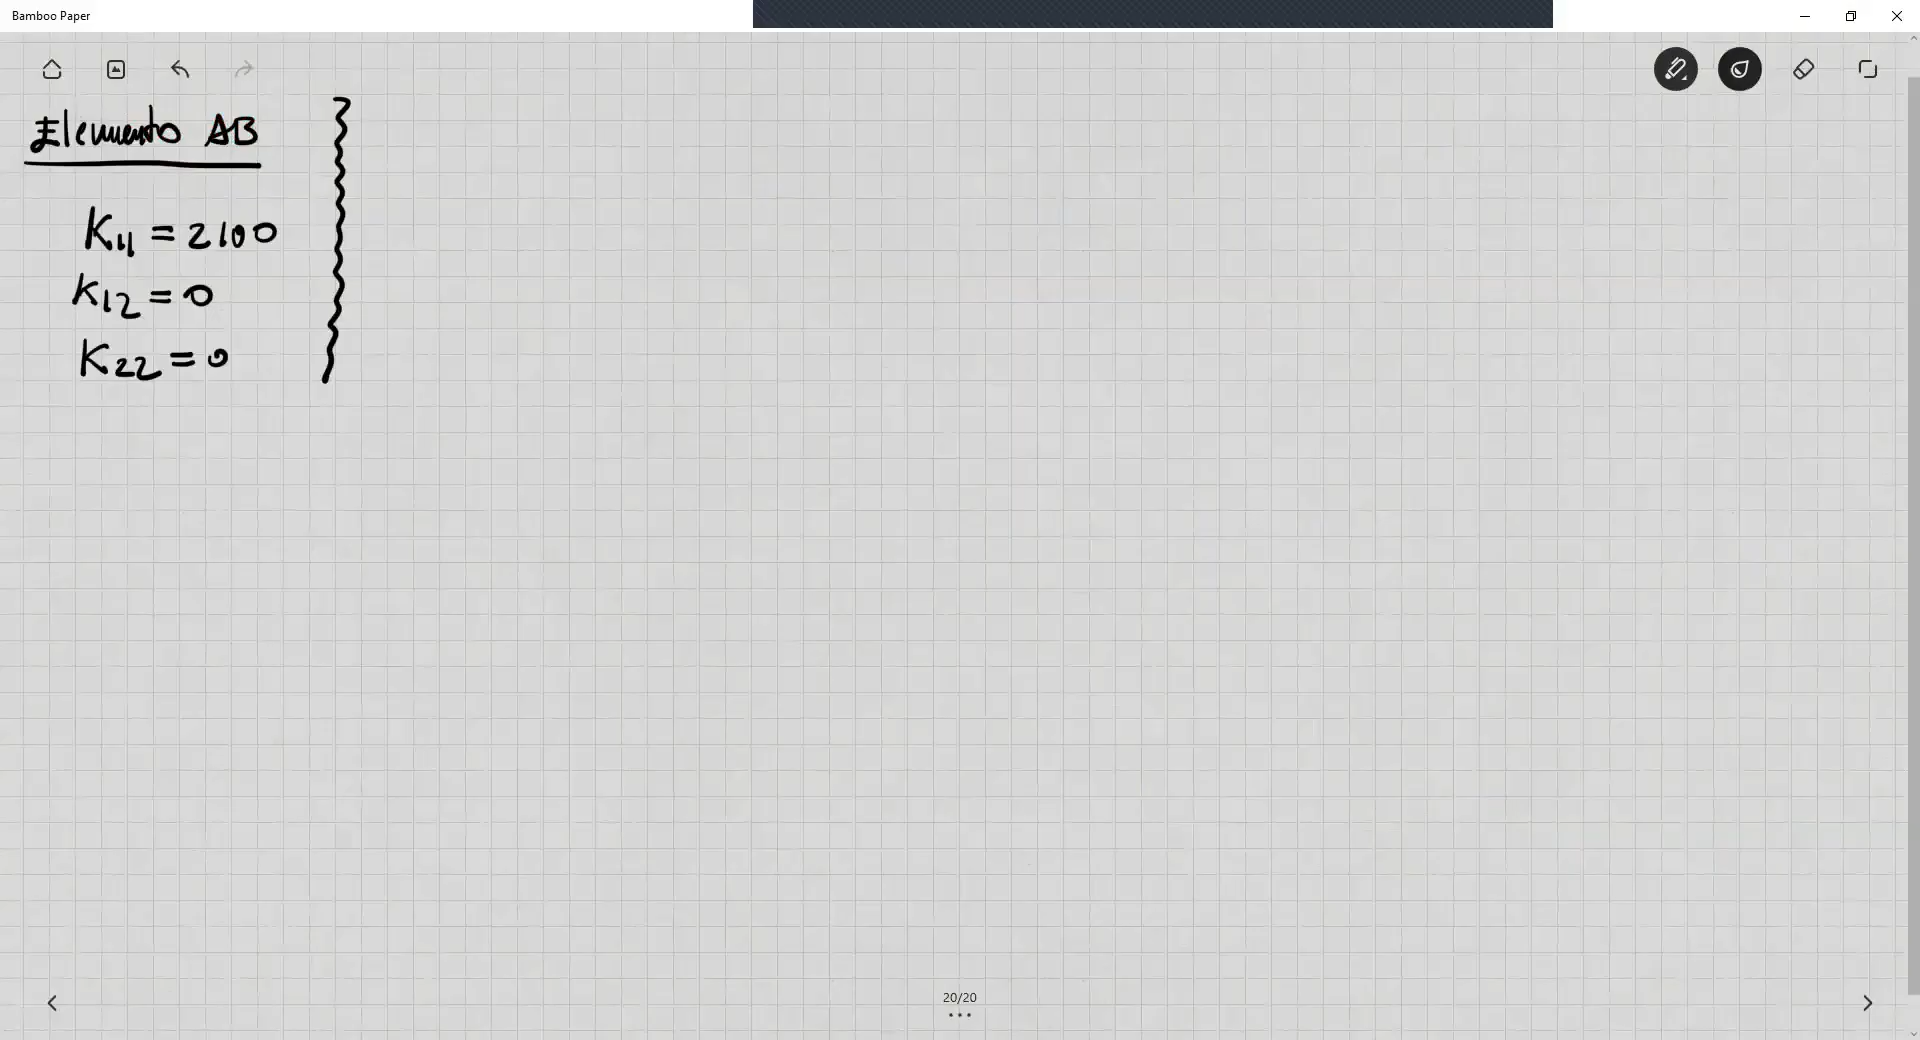 Bamboo Paper
Elemento AB
K11 = 2100
K12 = 0
K22 = 0
20/20